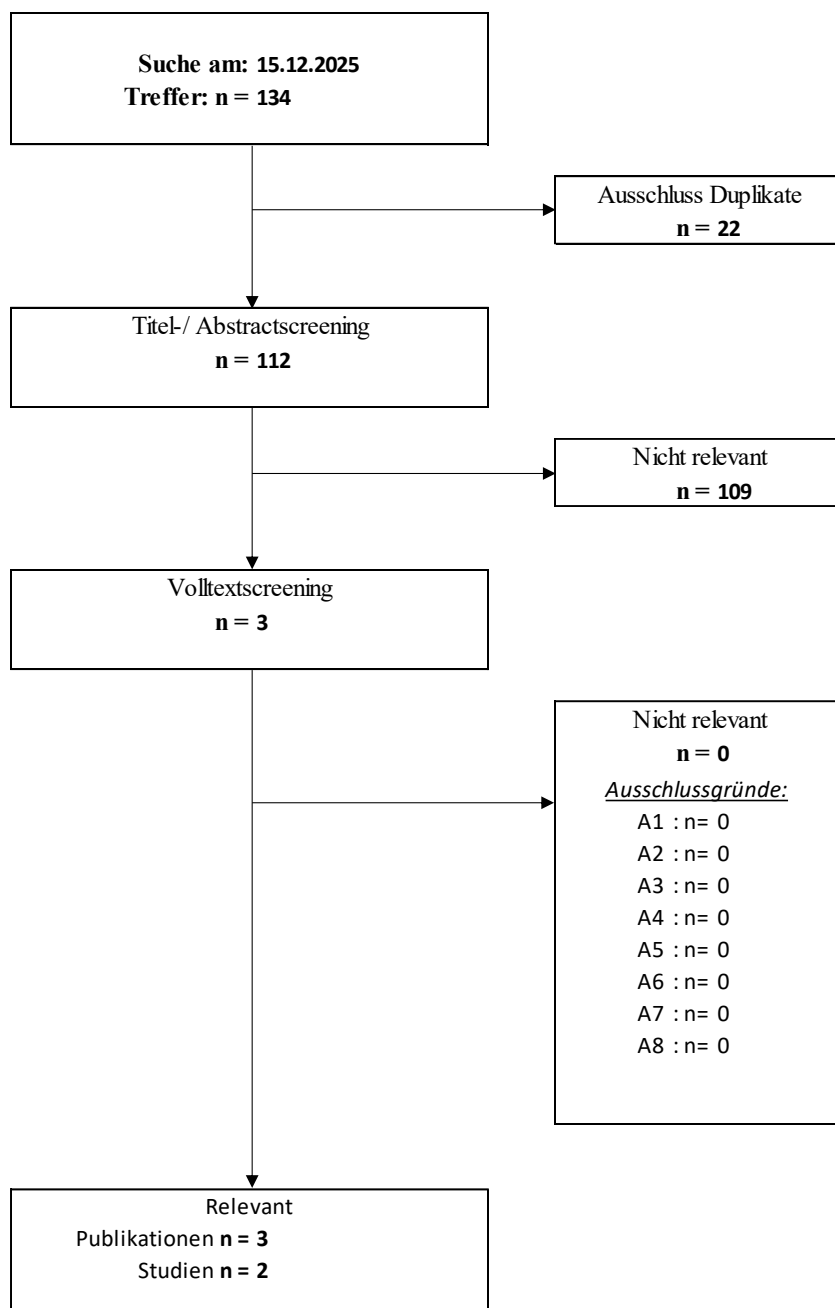 Suche am: 15.12.2025
Treffer: n = 134
Ausschluss Duplikate
n = 22
Titel-/ Abstractscreening
n = 112
Nicht relevant
n = 109
Volltextscreening
n = 3
Nicht relevant
n = 0
Ausschlussgründe:
A1 : n= 0
A2 : n= 0
A3 : n= 0
A4 : n= 0
A5 : n= 0
A6 : n= 0
A7 : n= 0
A8 : n= 0
Relevant
Publikationen n = 3
Studien n = 2